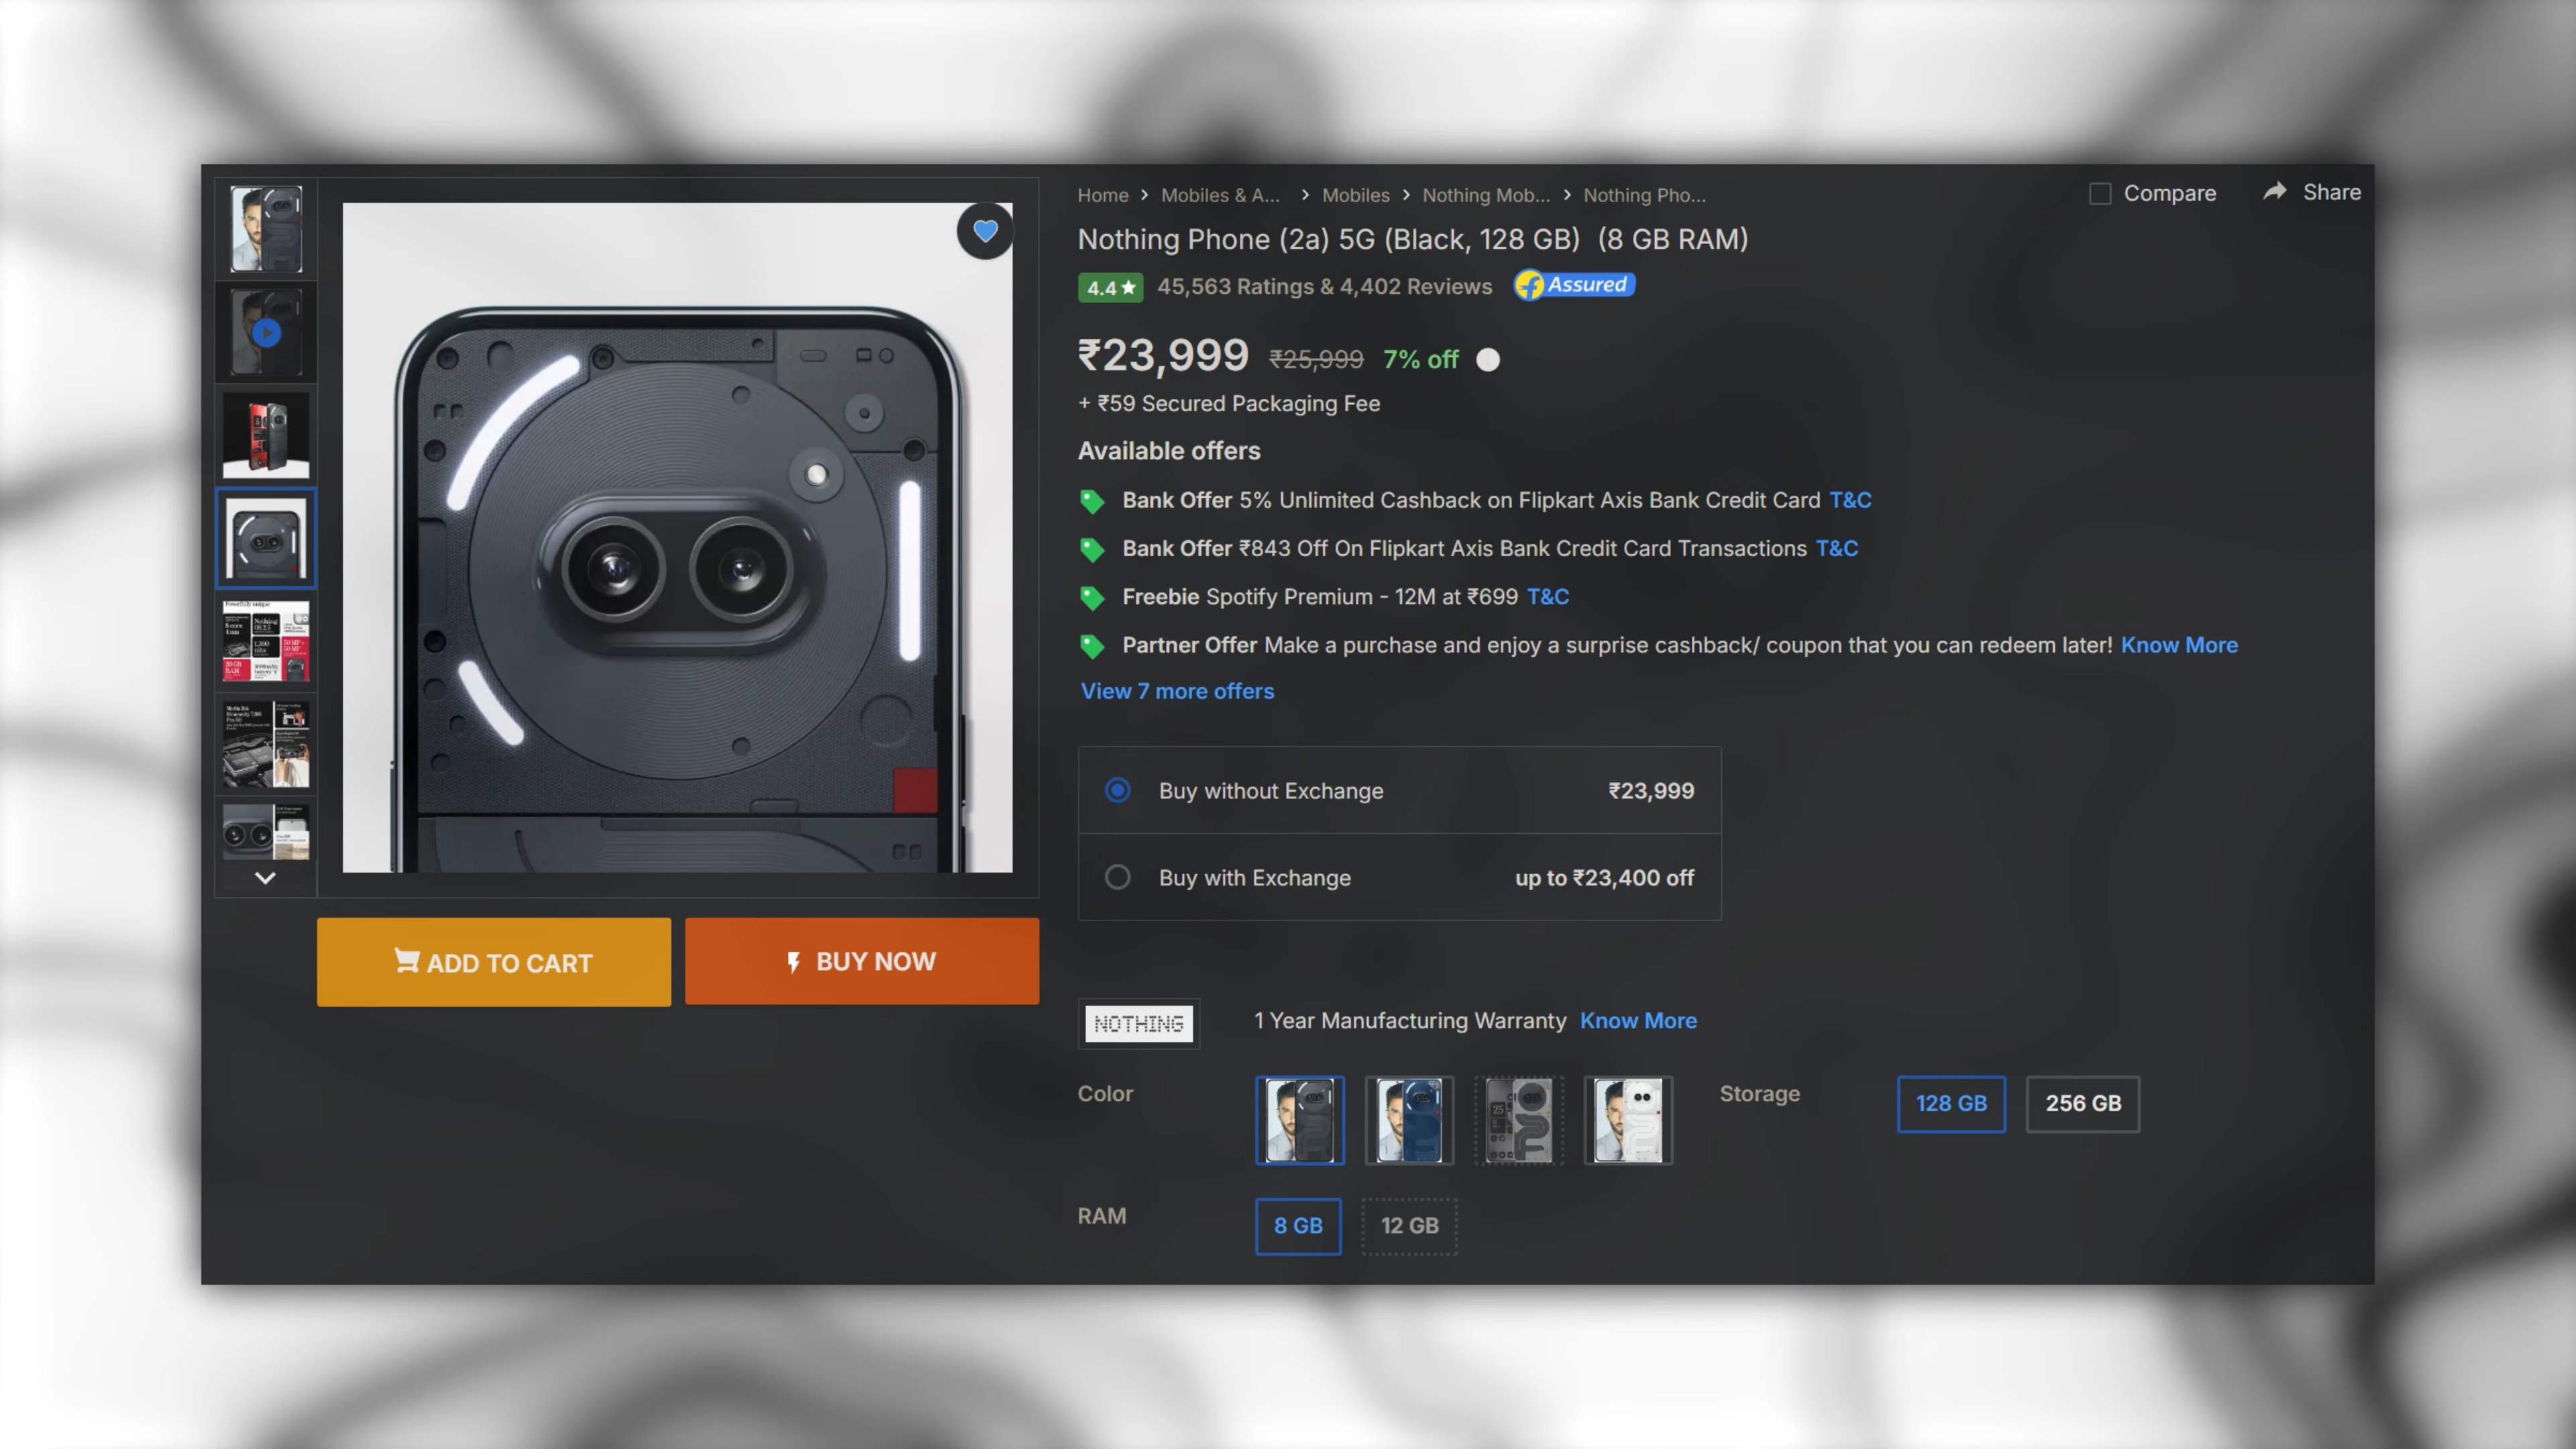 Home > Mobiles & A... > Mobiles > Nothing Mob... > Nothing Pho...
Compare
Share
Nothing Phone (2a) 5G (Black, 128 GB) (8 GB RAM)
4.4★ 45,563 Ratings & 4,402 Reviews Assured
₹23,999 ₹25,999 7% off
+ ₹59 Secured Packaging Fee
Available offers
Bank Offer 5% Unlimited Cashback on Flipkart Axis Bank Credit Card T&C
Bank Offer ₹843 Off On Flipkart Axis Bank Credit Card Transactions T&C
Freebie Spotify Premium - 12M at ₹699 T&C
Partner Offer Make a purchase and enjoy a surprise cashback/ coupon that you can redeem later! Know More
View 7 more offers
Buy without Exchange ₹23,999
Buy with Exchange up to ₹23,400 off
ADD TO CART
BUY NOW
NOTHING
1 Year Manufacturing Warranty Know More
Color
Storage
128 GB
256 GB
RAM
8 GB
12 GB